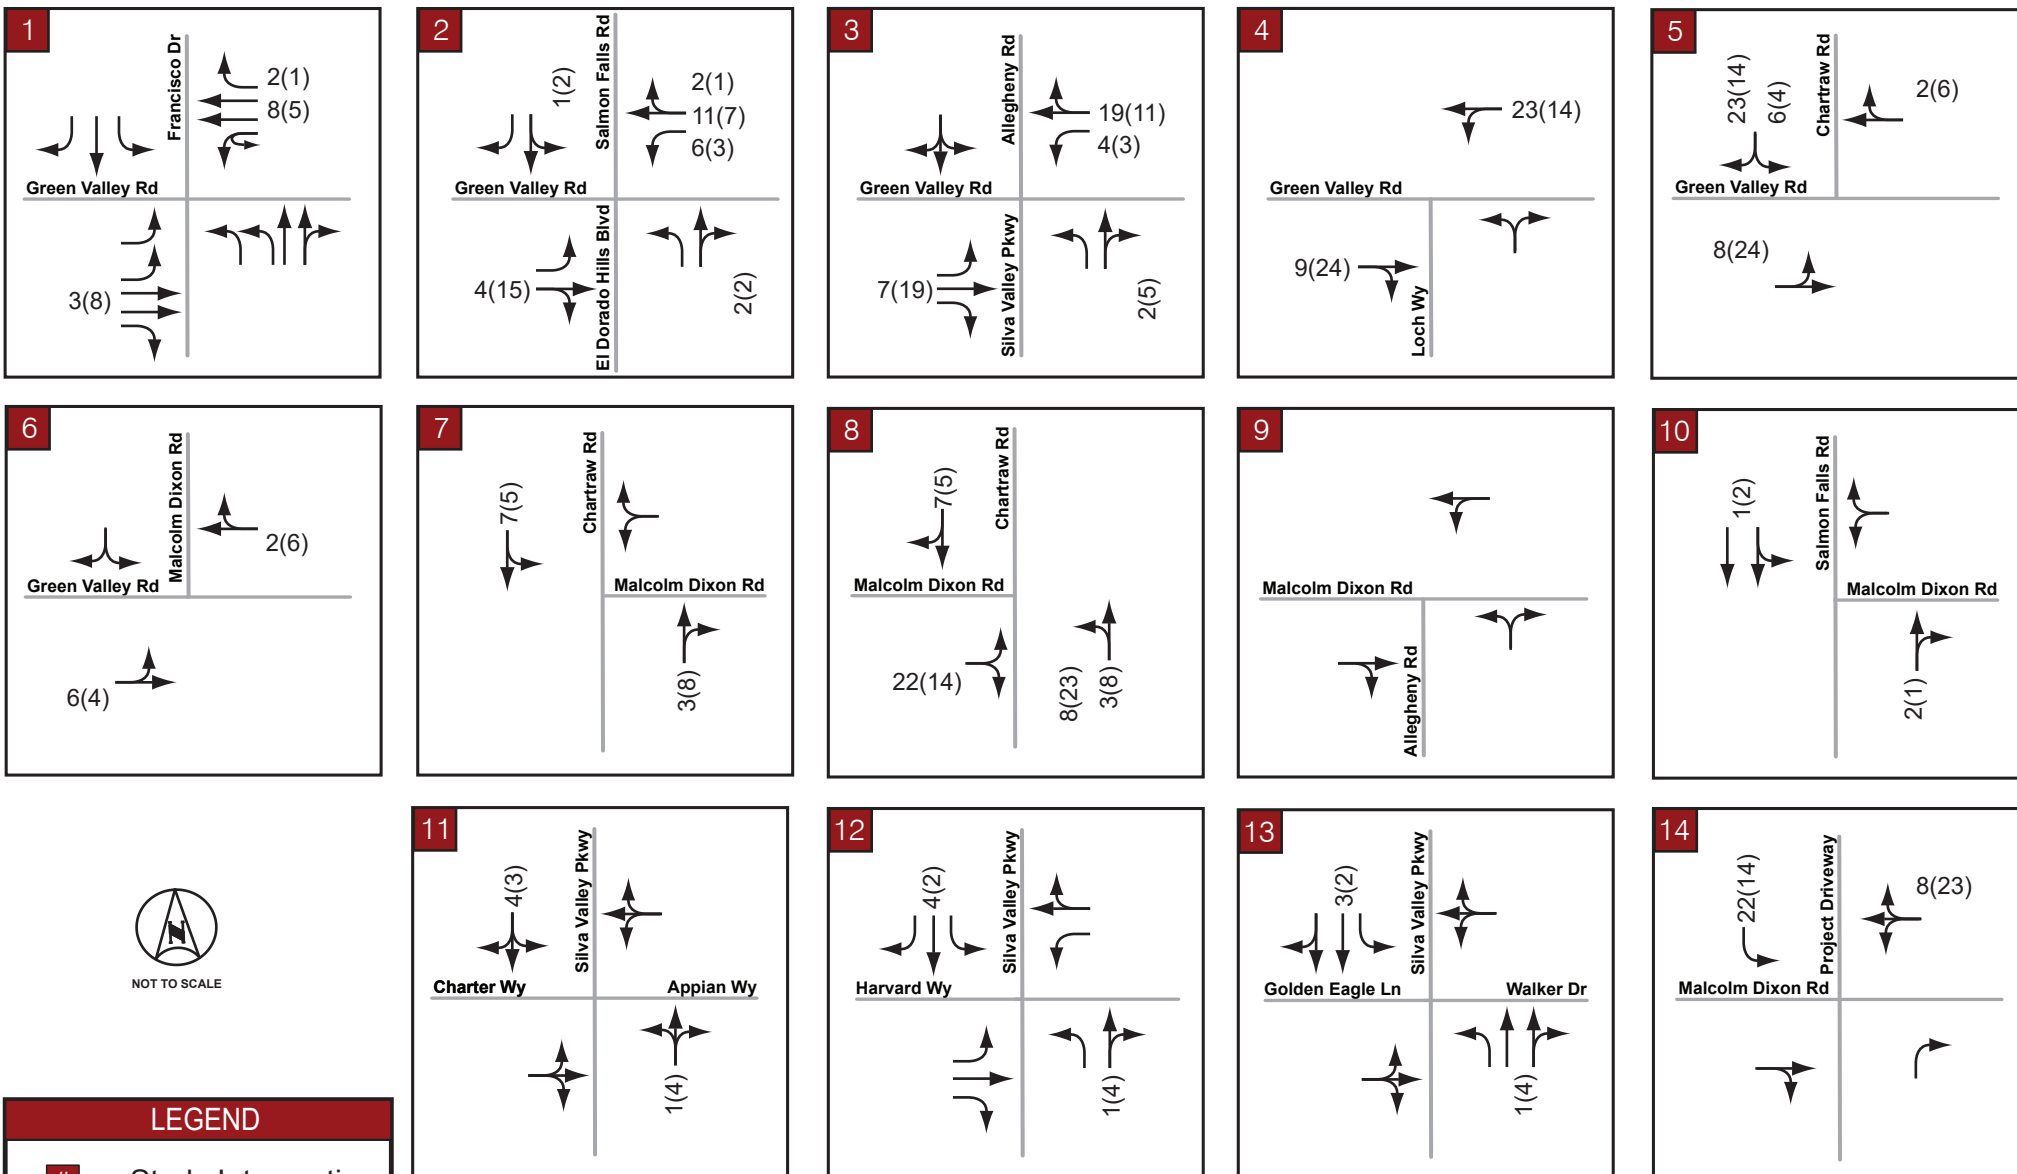 1
Francisco Dr
2(1)
8(5)
Green Valley Rd
3(8)
2
1(2)
Salmon Falls Rd
2(1)
11(7)
6(3)
Green Valley Rd
El Dorado Hills Blvd
4(15)
2(2)
3
Allegheny Rd
19(11)
4(3)
Green Valley Rd
Silva Valley Pkwy
7(19)
2(5)
4
23(14)
Green Valley Rd
9(24)
Loch Wy
5
23(14)
6(4)
Chartraw Rd
2(6)
Green Valley Rd
8(24)
6
Malcolm Dixon Rd
2(6)
Green Valley Rd
6(4)
7
7(5)
Chartraw Rd
Malcolm Dixon Rd
3(8)
8
7(5)
Chartraw Rd
Malcolm Dixon Rd
22(14)
8(23)
3(8)
9
Malcolm Dixon Rd
Allegheny Rd
10
1(2)
Salmon Falls Rd
Malcolm Dixon Rd
2(1)
NOT TO SCALE
11
4(3)
Silva Valley Pkwy
Charter Wy
Appian Wy
1(4)
12
4(2)
Silva Valley Pkwy
Harvard Wy
1(4)
13
3(2)
Silva Valley Pkwy
Golden Eagle Ln
Walker Dr
1(4)
14
22(14)
Project Driveway
8(23)
Malcolm Dixon Rd
LEGEND